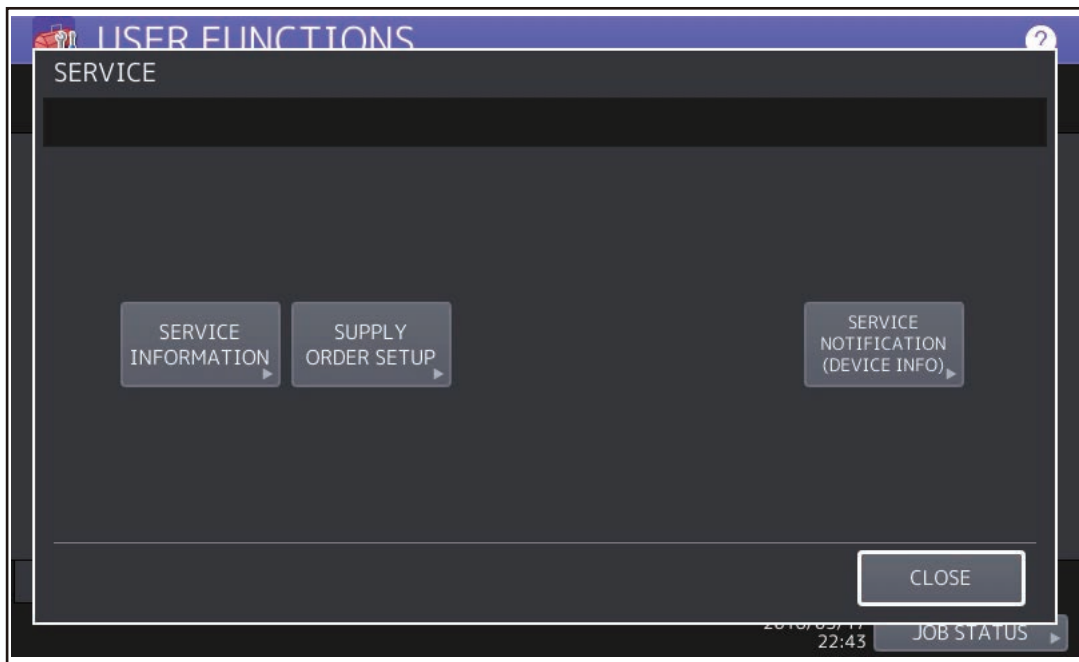 USER FUNCTIONS
?
SERVICE
SERVICE
INFORMATION
SUPPLY
ORDER SETUP
SERVICE
NOTIFICATION
(DEVICE INFO)
CLOSE
22:43
JOB STATUS